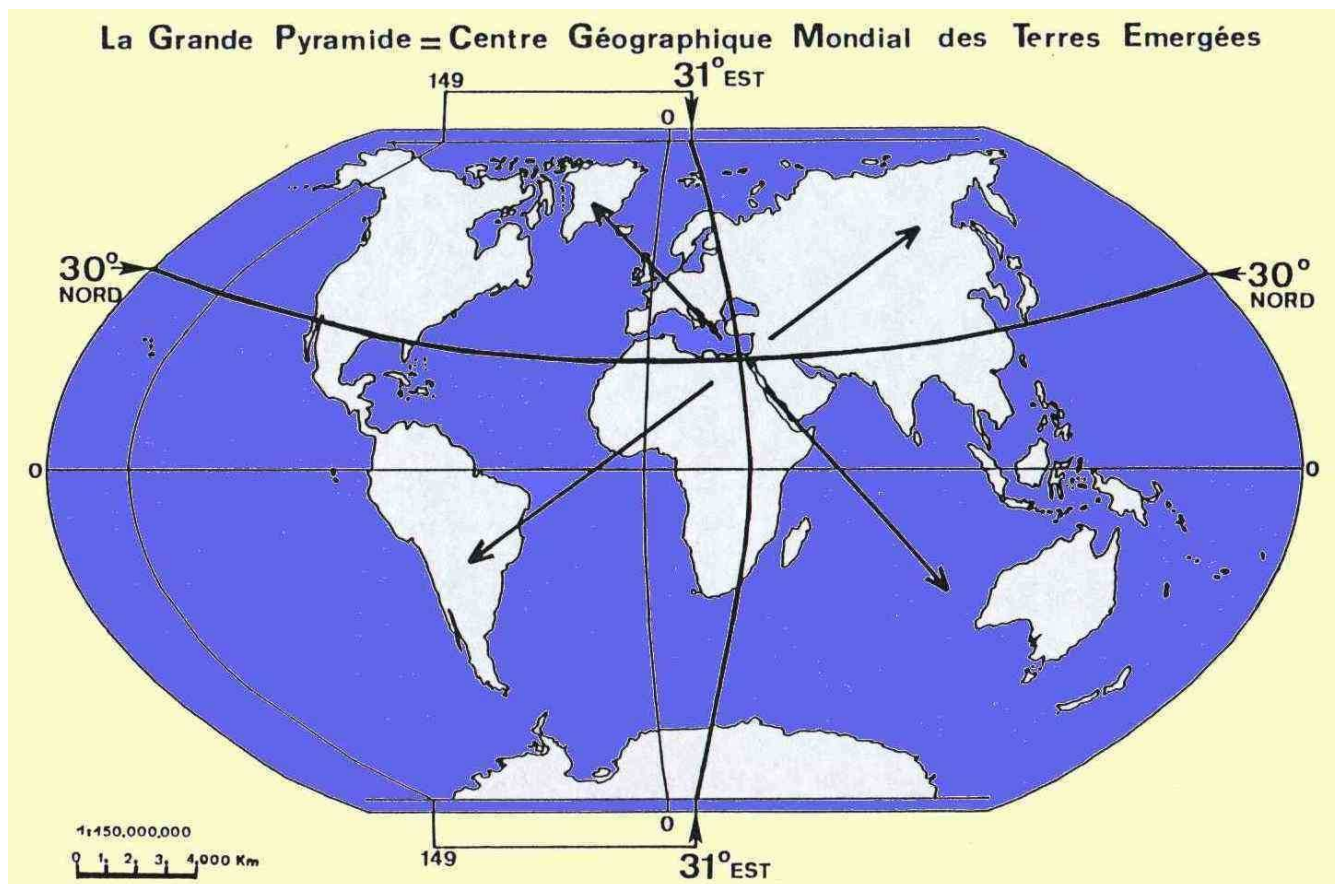 La Grande Pyramide = Centre Géographique Mondial des Terres Emergées
149
31° EST
0
30°
NORD
30°
NORD
0
0
0
149
31° EST
1:150,000,000
0 1 2 3 4,000 Km